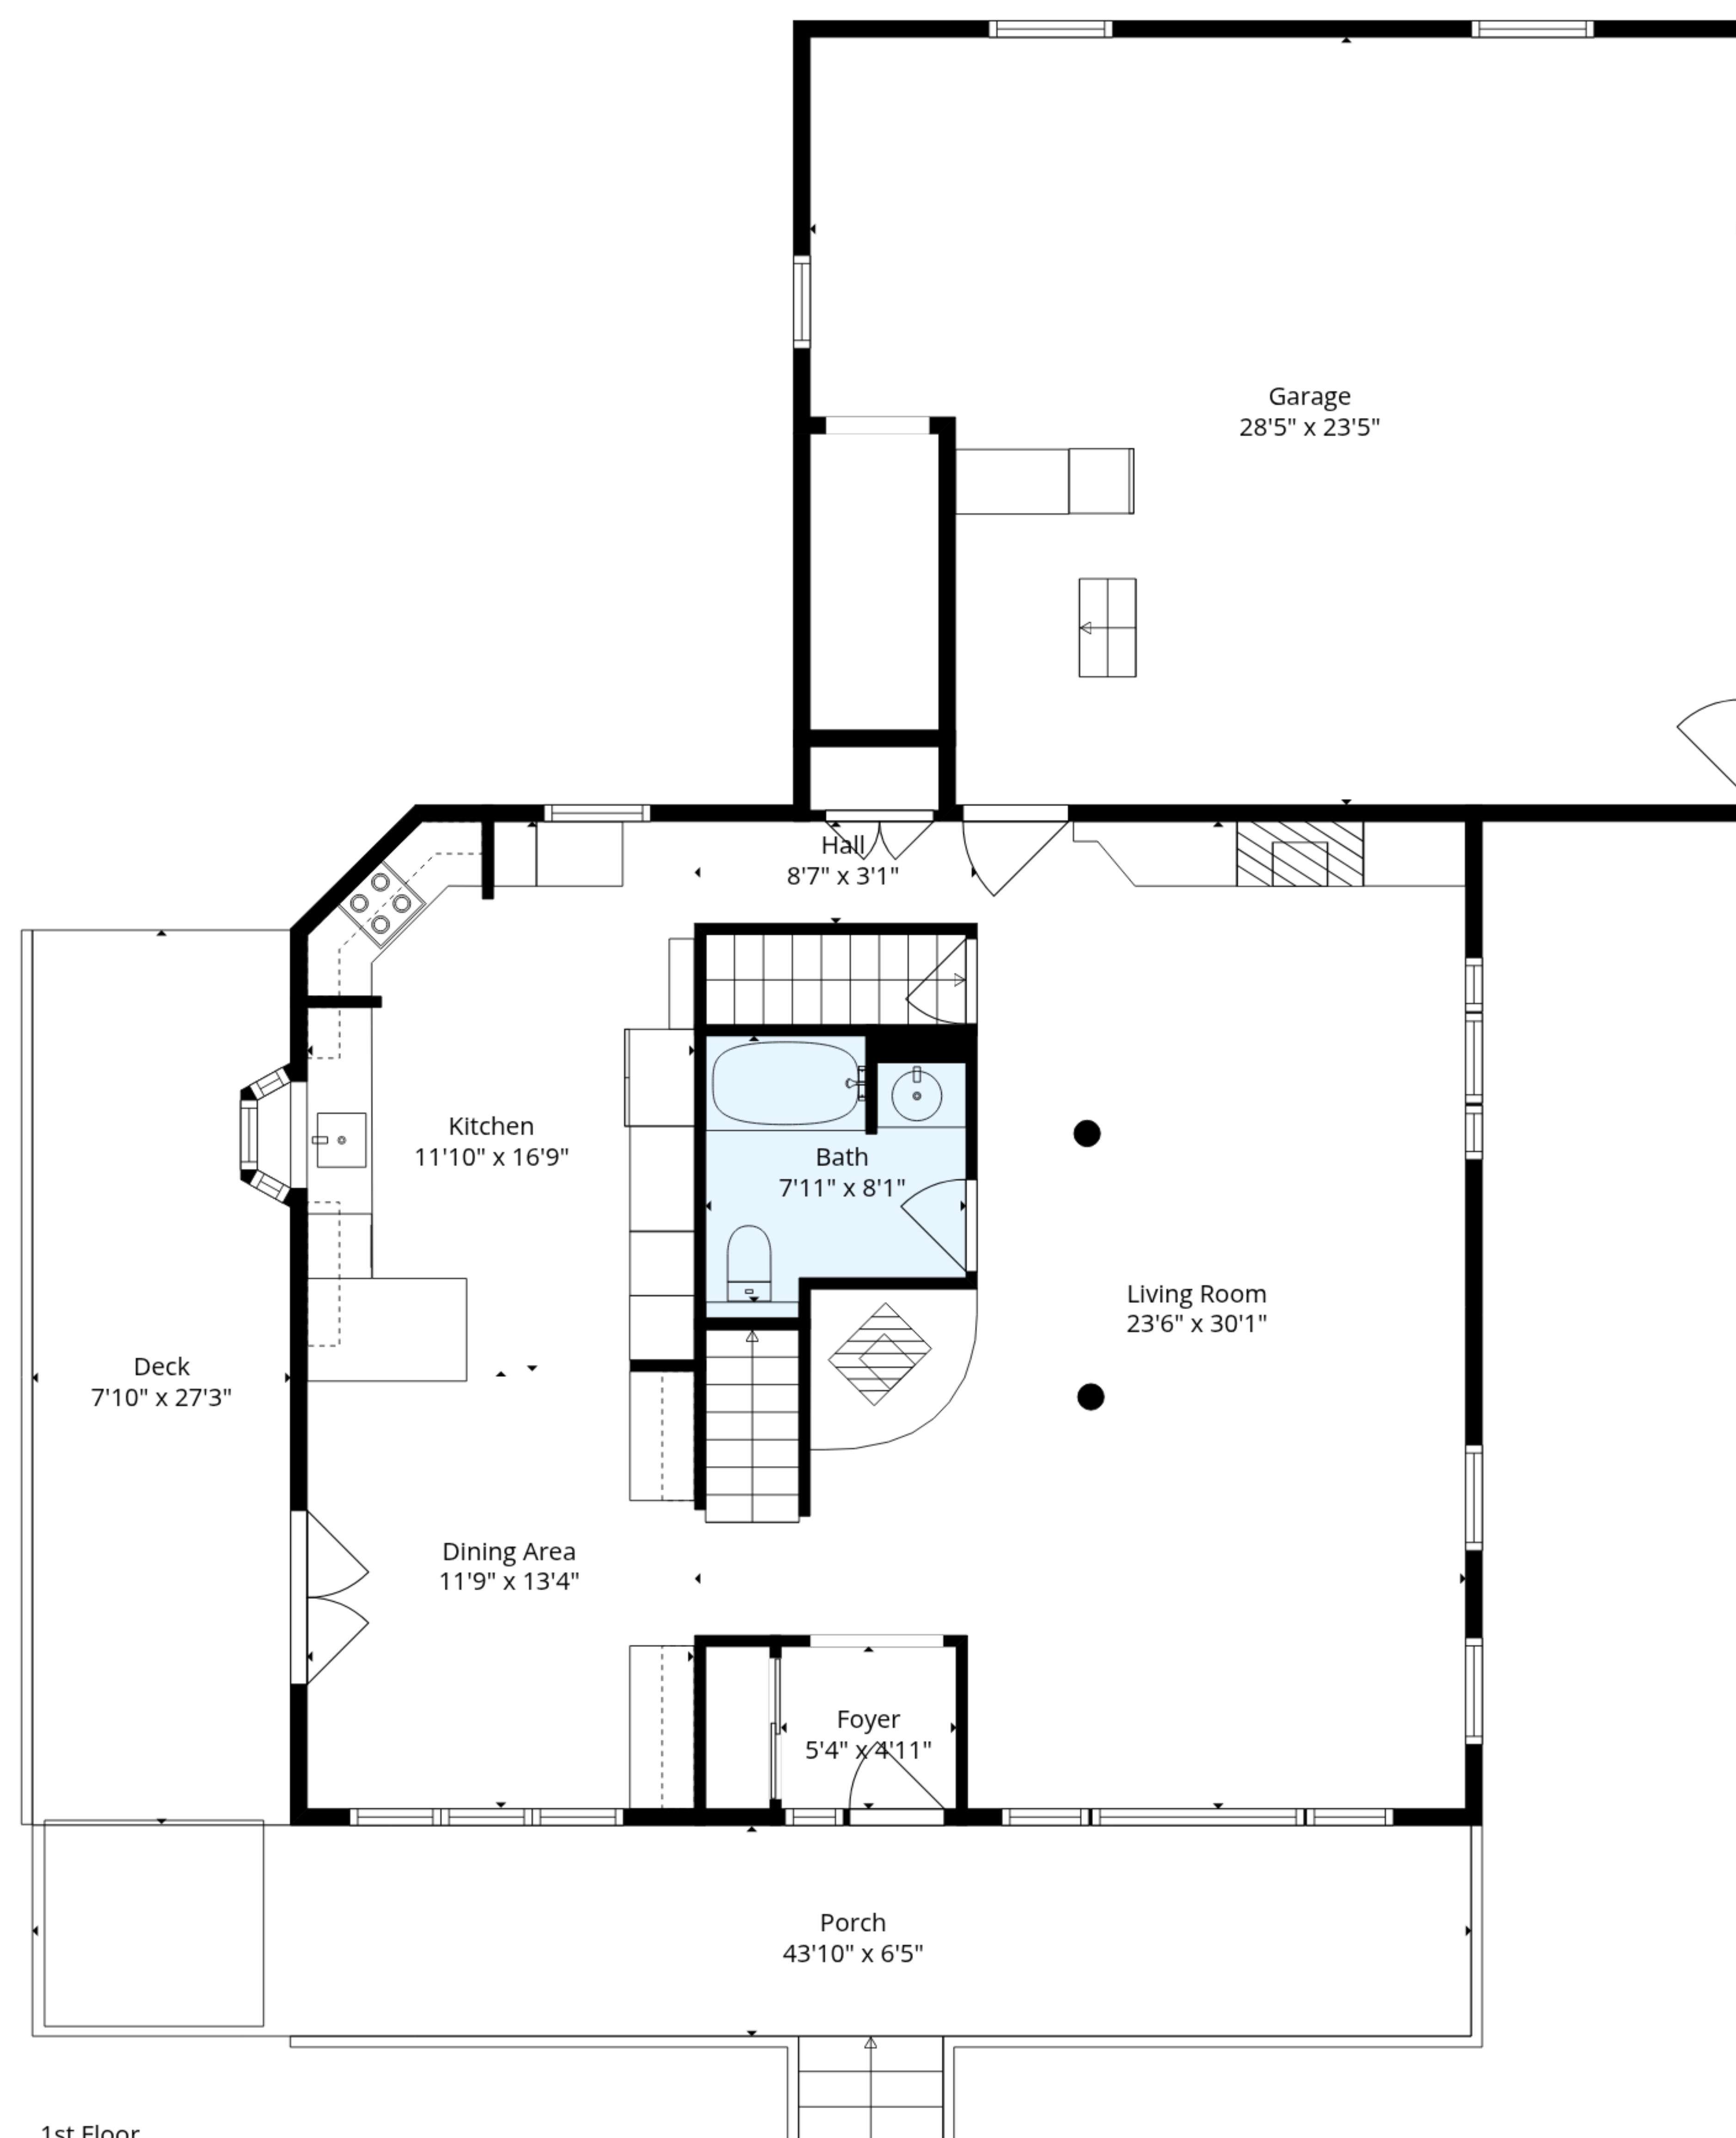 Garage
28'5" x 23'5"
Hall
8'7" x 3'1"
Kitchen
11'10" x 16'9"
Bath
7'11" x 8'1"
Living Room
23'6" x 30'1"
Deck
7'10" x 27'3"
Dining Area
11'9" x 13'4"
Foyer
5'4" x 4'11"
Porch
43'10" x 6'5"
1st Floor